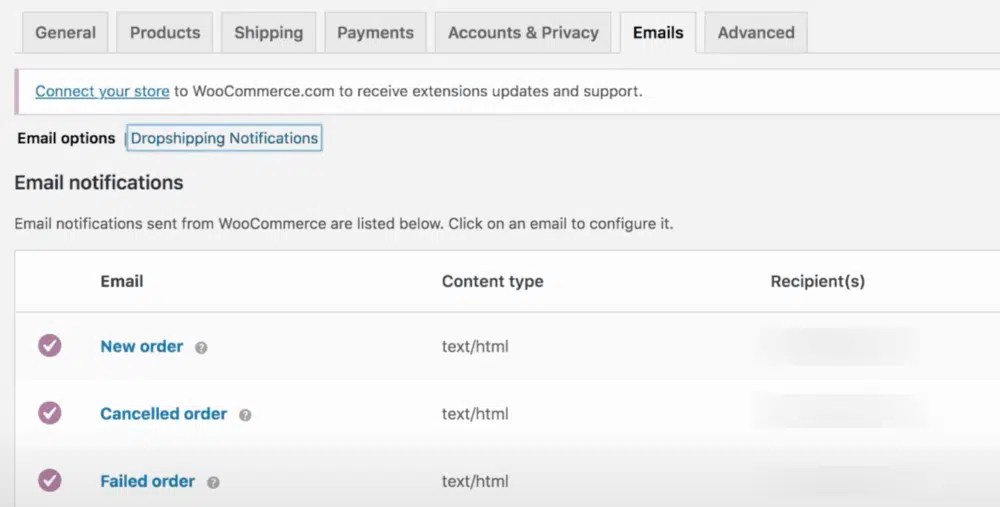 General Products Shipping Payments Accounts & Privacy Emails Advanced
Connect your store to WooCommerce.com to receive extensions updates and support.
Email options | Dropshipping Notifications
Email notifications
Email notifications sent from WooCommerce are listed below. Click on an email to configure it.
Email Content type Recipient(s)
New order ? text/html
Cancelled order ? text/html
Failed order ? text/html